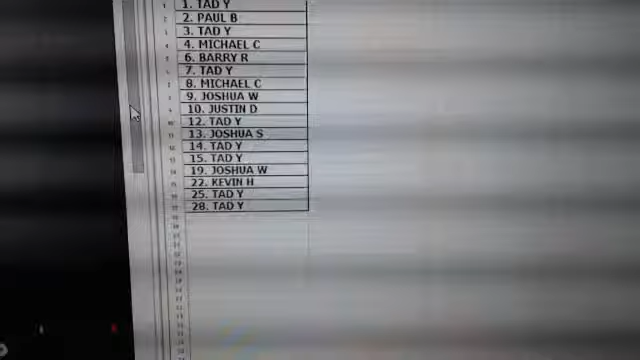 1. TAD Y
2. PAUL B
3. TAD Y
4. MICHAEL C
6. BARRY R
7. TAD Y
8. MICHAEL C
9. JOSHUA W
10. JUSTIN D
12. TAD Y
13. JOSHUA S
14. TAD Y
15. TAD Y
19. JOSHUA W
22. KEVIN H
25. TAD Y
28. TAD Y